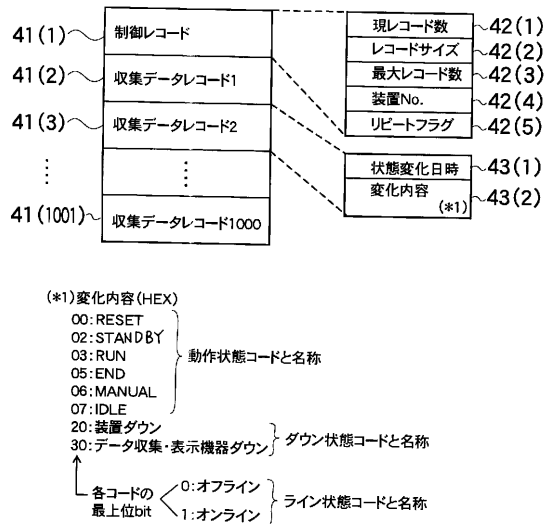 41(1) 制御レコード
41(2) 収集データレコード1
41(3) 収集データレコード2
⋮ ⋮
41(1001) 収集データレコード1000
現レコード数 42(1)
レコードサイズ 42(2)
最大レコード数 42(3)
装置No. 42(4)
リピートフラグ 42(5)
状態変化日時 43(1)
変化内容 43(2)
(*1)
(*1)変化内容(HEX)
00:RESET
02:STANDBY
03:RUN
05:END
06:MANUAL
07:IDLE
動作状態コードと名称
20:装置ダウン
30:データ収集・表示機器ダウン
ダウン状態コードと名称
各コードの
最上位bit
0:オフライン
1:オンライン
ライン状態コードと名称